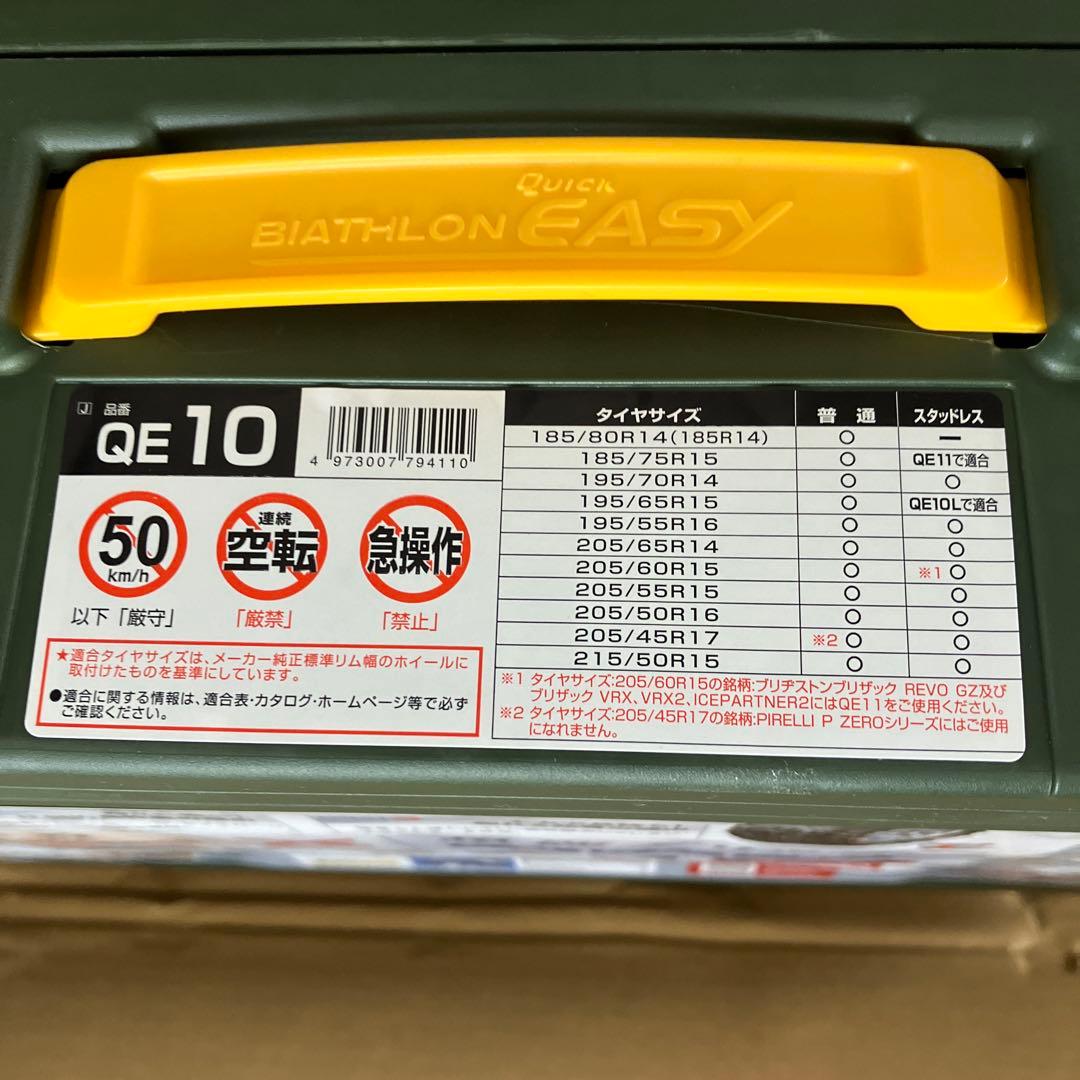 QUICK
BIATHLON EASY
J 品番
QE10
4 973007 794110
50
km/h
以下「厳守」
連続
空転
「厳禁」
急操作
「禁止」
★適合タイヤサイズは、メーカー純正標準リム幅のホイールに
取付けたものを基準にしています。
●適合に関する情報は、適合表・カタログ・ホームページ等で必ず
ご確認ください。
タイヤサイズ 普通 スタッドレス
185/80R14(185R14) ○ ー
185/75R15 ○ QE11で適合
195/70R14 ○ ○
195/65R15 ○ QE10Lで適合
195/55R16 ○ ○
205/65R14 ○ ○
205/60R15 ○ ※1 ○
205/55R15 ○ ○
205/50R16 ○ ○
205/45R17 ※2 ○ ○
215/50R15 ○ ○
※1 タイヤサイズ:205/60R15の銘柄:ブリヂストンブリザック REVO GZ及び
ブリザック VRX、VRX2、ICEPARTNER2にはQE11をご使用ください。
※2 タイヤサイズ:205/45R17の銘柄:PIRELLI P ZEROシリーズにはご使用
になれません。